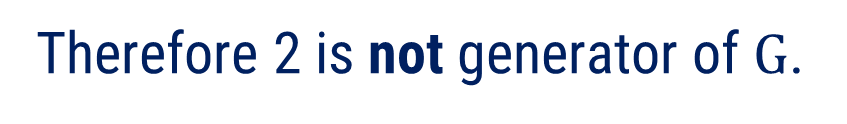 Therefore 2 is not generator of G.